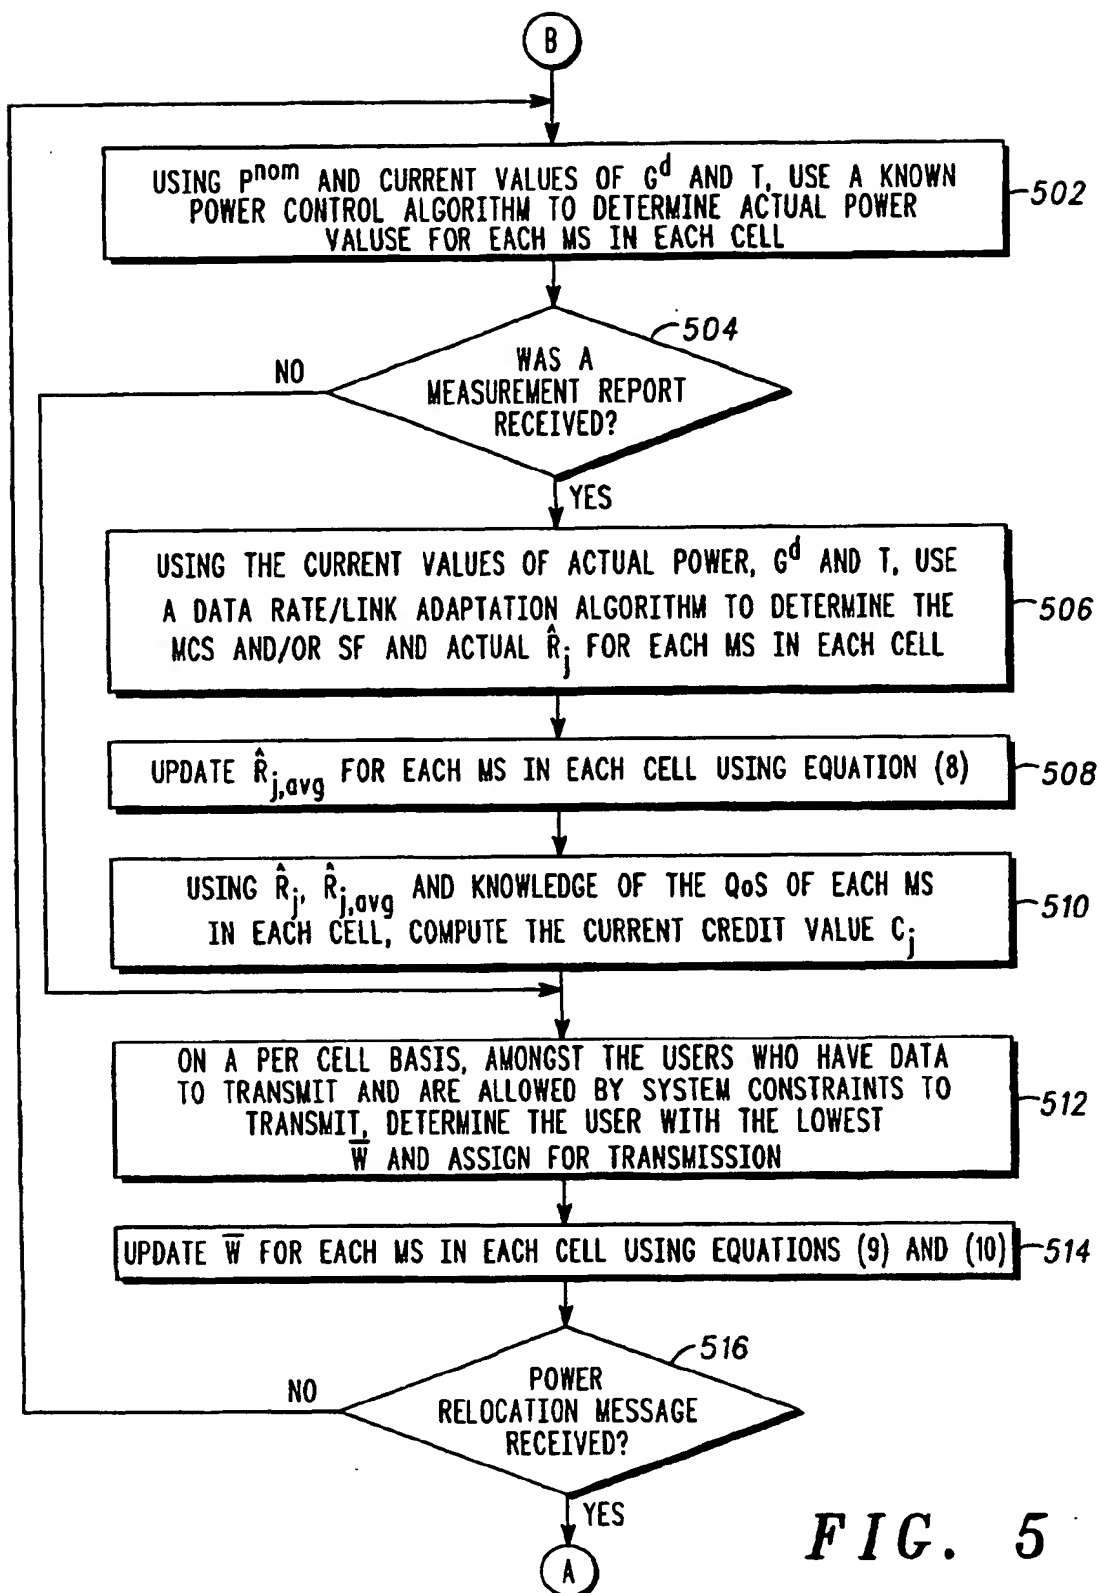 B
USING P^nom AND CURRENT VALUES OF G^d AND T, USE A KNOWN
POWER CONTROL ALGORITHM TO DETERMINE ACTUAL POWER
VALUSE FOR EACH MS IN EACH CELL
502
504
WAS A
MEASUREMENT REPORT
RECEIVED?
NO
YES
USING THE CURRENT VALUES OF ACTUAL POWER, G^d AND T, USE
A DATA RATE/LINK ADAPTATION ALGORITHM TO DETERMINE THE
MCS AND/OR SF AND ACTUAL R̂_j FOR EACH MS IN EACH CELL
506
UPDATE R̂_j,avg FOR EACH MS IN EACH CELL USING EQUATION (8)
508
USING R̂_j, R̂_j,avg AND KNOWLEDGE OF THE QoS OF EACH MS
IN EACH CELL, COMPUTE THE CURRENT CREDIT VALUE C_j
510
ON A PER CELL BASIS, AMONGST THE USERS WHO HAVE DATA
TO TRANSMIT AND ARE ALLOWED BY SYSTEM CONSTRAINTS TO
TRANSMIT, DETERMINE THE USER WITH THE LOWEST
W̅ AND ASSIGN FOR TRANSMISSION
512
UPDATE W̅ FOR EACH MS IN EACH CELL USING EQUATIONS (9) AND (10)
514
516
POWER
RELOCATION MESSAGE
RECEIVED?
NO
YES
A
FIG. 5